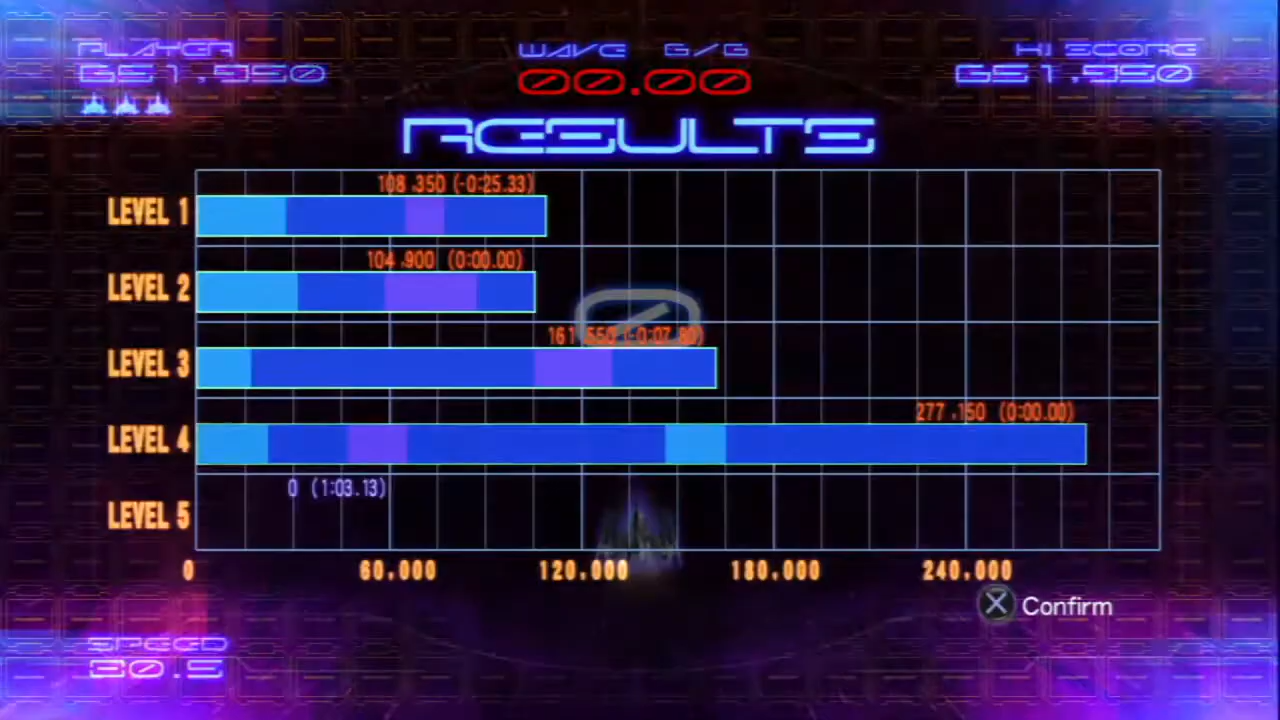 PLAYER
651,950
WAVE 6/6
00.00
HI SCORE
651,950
RESULTS
108,350 (-0:25.33)
LEVEL 1
104,900 (0:00.00)
LEVEL 2
161,550 (-0:07.80)
LEVEL 3
277,150 (0:00.00)
LEVEL 4
0 (1:03.13)
LEVEL 5
0 60,000 120,000 180,000 240,000
Confirm
SPEED
30.5